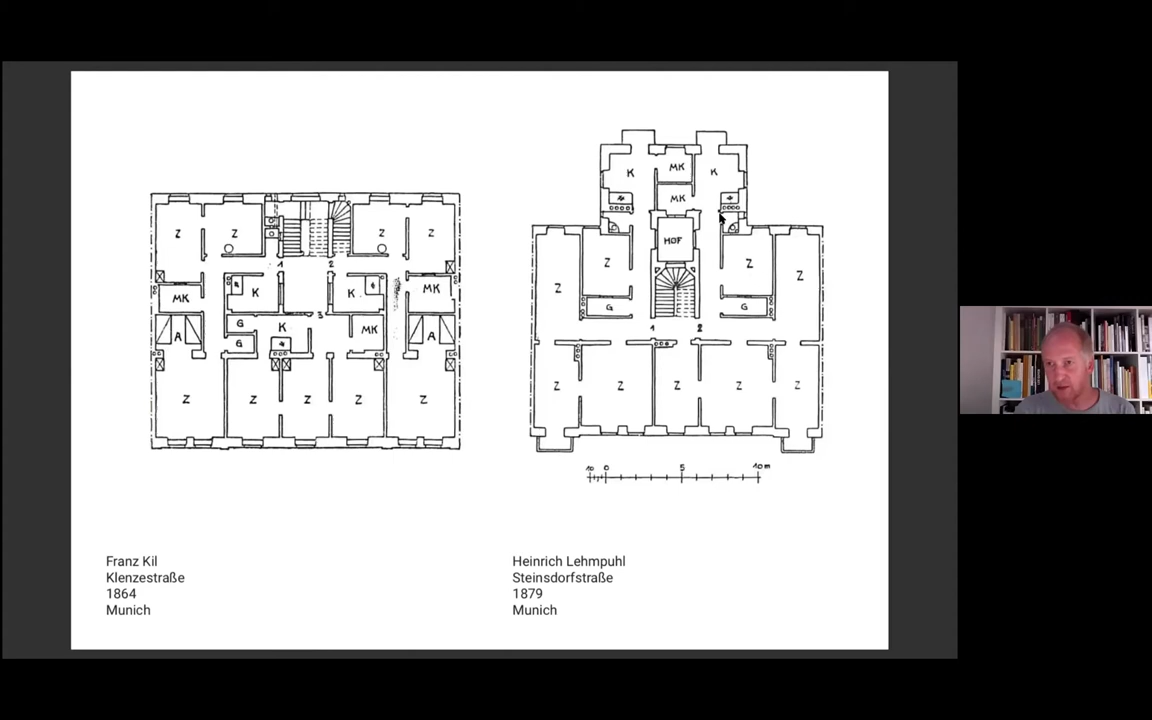 Z
Z
Z
Z
1
2
MK
K
K
MK
3
A
G
K
G
MK
A
Z
Z
Z
Z
Z
K
MK
K
MK
HOF
Z
Z
Z
Z
G
G
1
2
Z
Z
Z
Z
Z
10 0 5 10m
Franz Kil
Klenzestraße
1864
Munich
Heinrich Lehmpuhl
Steinsdorfstraße
1879
Munich